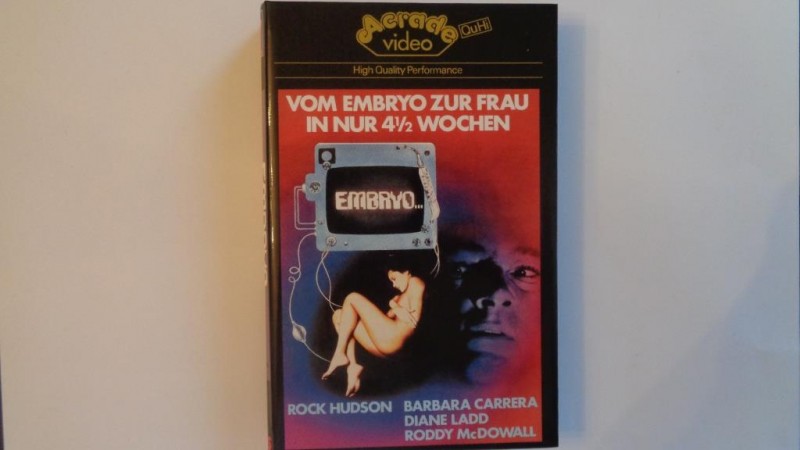 Acrade
video
QuHi
High Quality Performance
VOM EMBRYO ZUR FRAU
IN NUR 4½ WOCHEN
EMBRYO...
ROCK HUDSON BARBARA CARRERA
DIANE LADD
RODDY McDOWALL